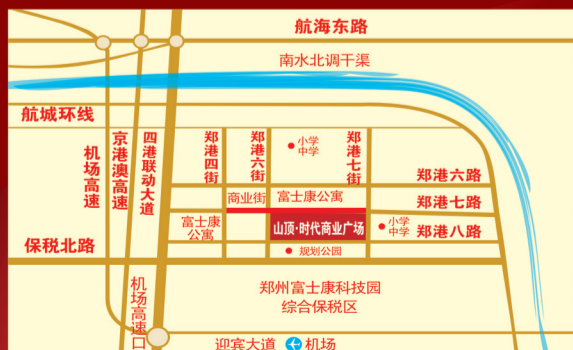 航海东路
南水北调干渠
航城环线
机场高速
京港澳高速
四港联动大道
郑港四街
郑港六街
小学
中学
郑港七街
郑港六路
商业街
富士康公寓
郑港七路
富士康
公寓
山顶·时代商业广场
小学
中学
郑港八路
保税北路
规划公园
机场高速口
郑州富士康科技园
综合保税区
迎宾大道
机场